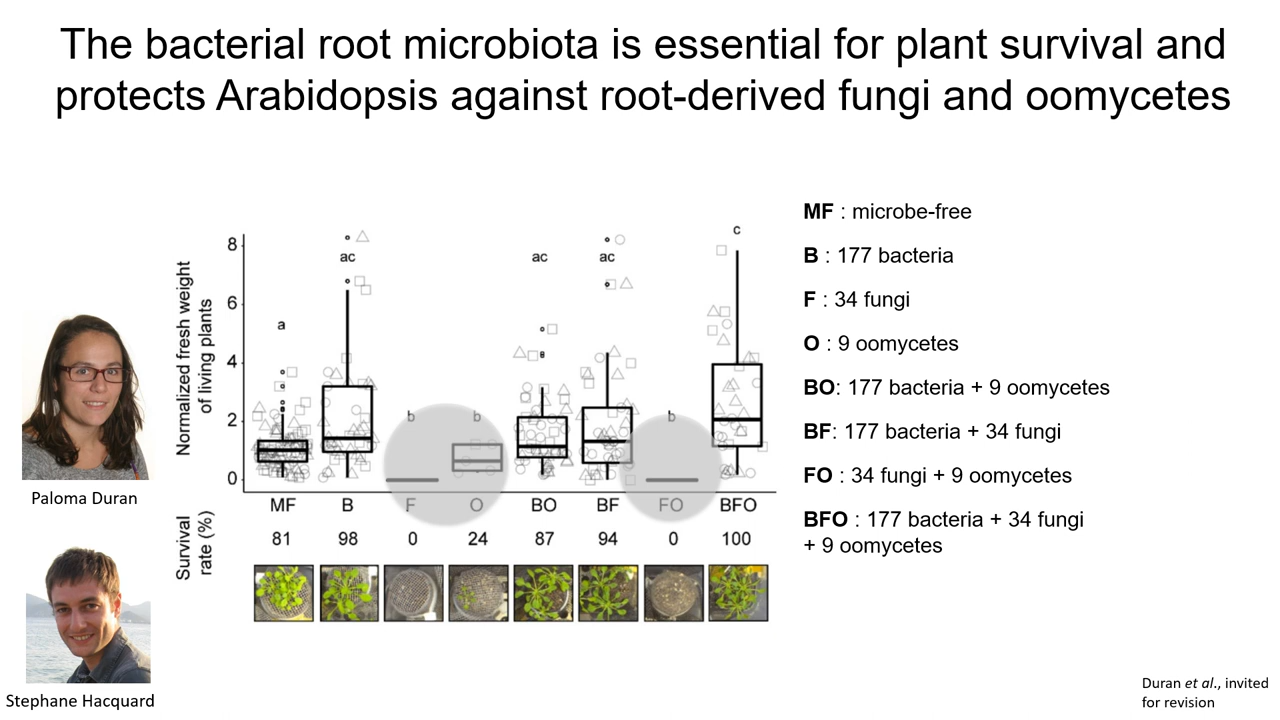 The bacterial root microbiota is essential for plant survival and
protects Arabidopsis against root-derived fungi and oomycetes
Normalized fresh weight
of living plants
8
6
4
2
0
a
ac
b
b
ac
ac
b
c
MF B F O BO BF FO BFO
Survival
rate (%)
81 98 0 24 87 94 0 100
MF : microbe-free
B : 177 bacteria
F : 34 fungi
O : 9 oomycetes
BO: 177 bacteria + 9 oomycetes
BF: 177 bacteria + 34 fungi
FO : 34 fungi + 9 oomycetes
BFO : 177 bacteria + 34 fungi
+ 9 oomycetes
Paloma Duran
Stephane Hacquard
Duran et al., invited
for revision